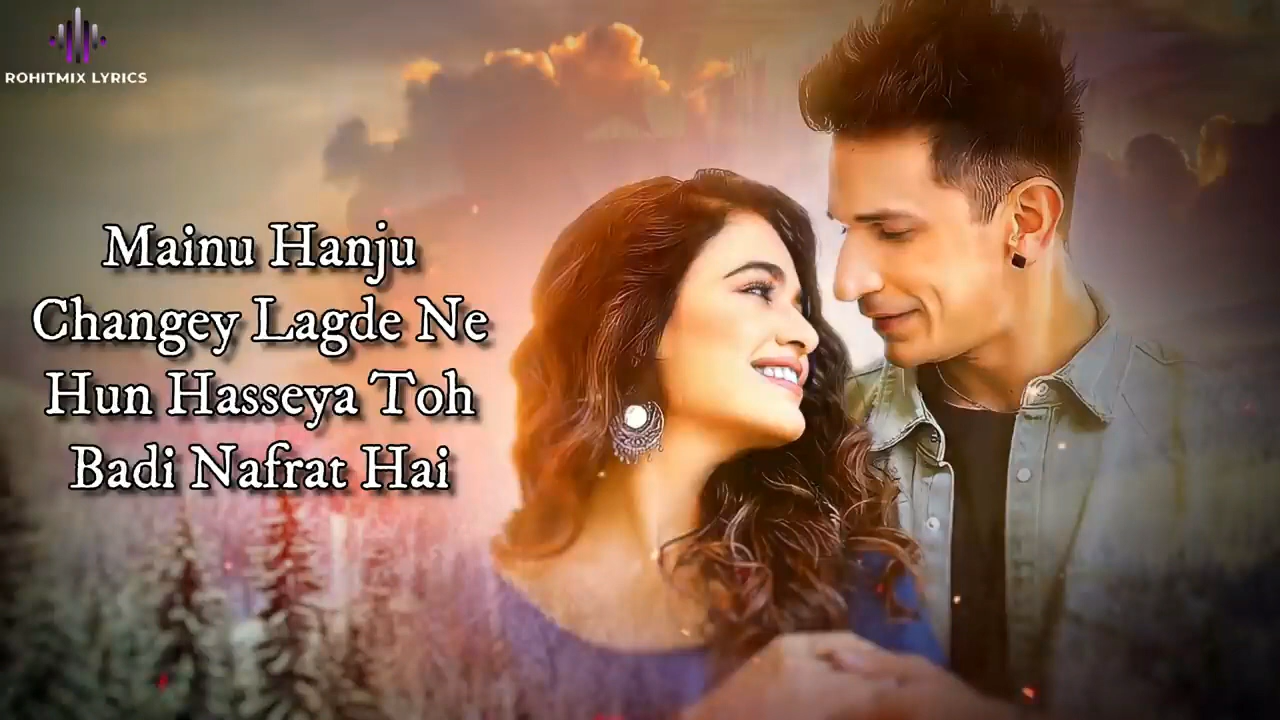 ROHITMIX LYRICS
Mainu Hanju
Changey Lagde Ne
Hun Hasseya Toh
Badi Nafrat Hai